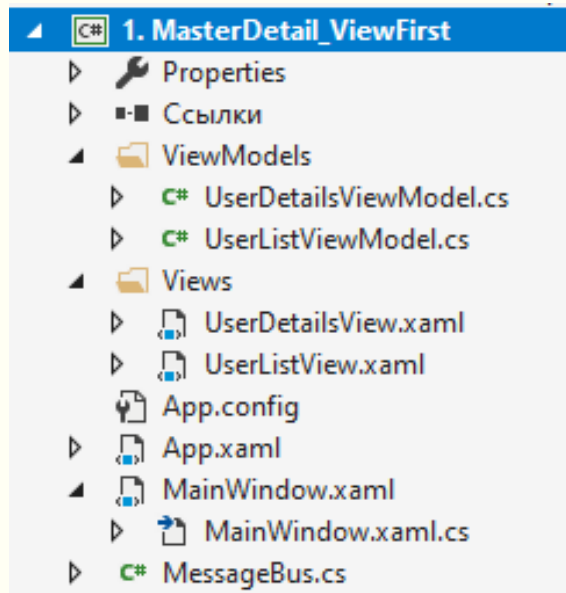 C# 1. MasterDetail_ViewFirst
Properties
Ссылки
ViewModels
C# UserDetailsViewModel.cs
C# UserListViewModel.cs
Views
UserDetailsView.xaml
UserListView.xaml
App.config
App.xaml
MainWindow.xaml
MainWindow.xaml.cs
C# MessageBus.cs